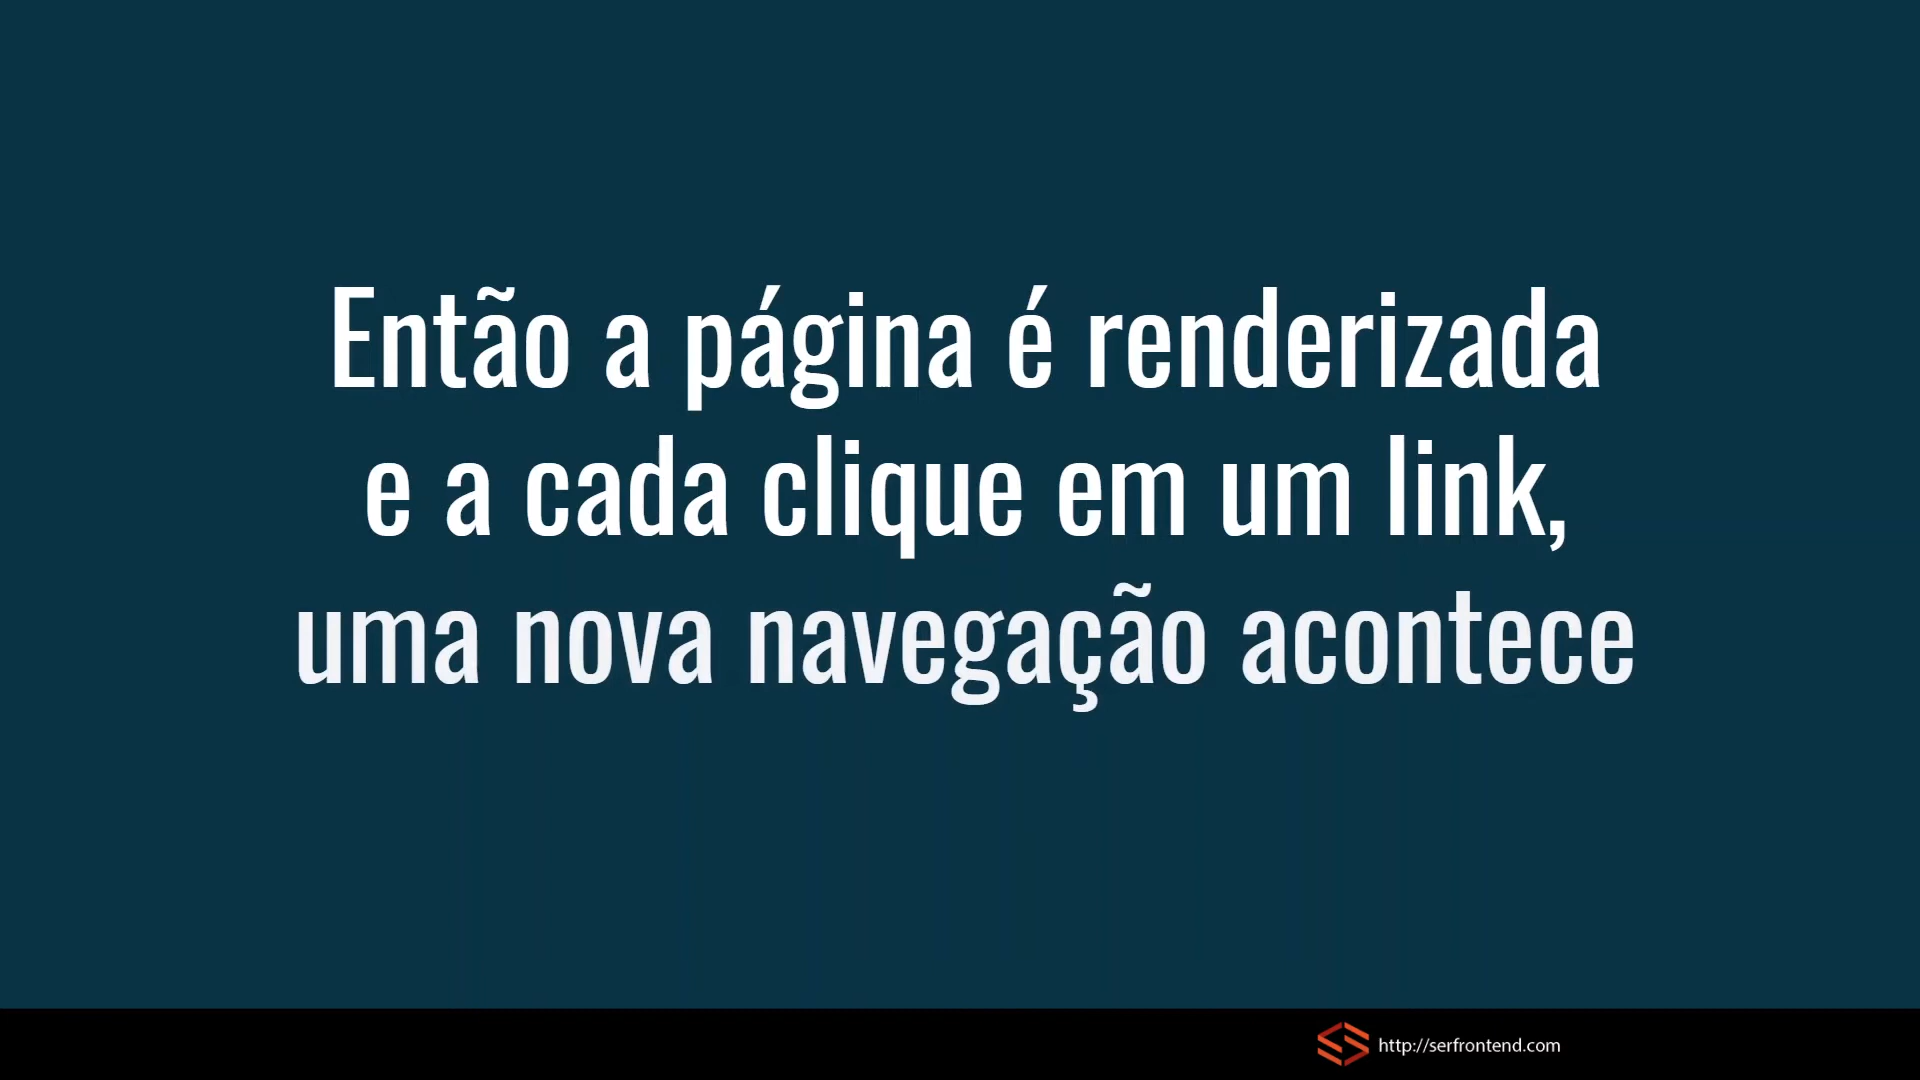 Então a página é renderizada
e a cada clique em um link,
uma nova navegação acontece
http://serfrontend.com